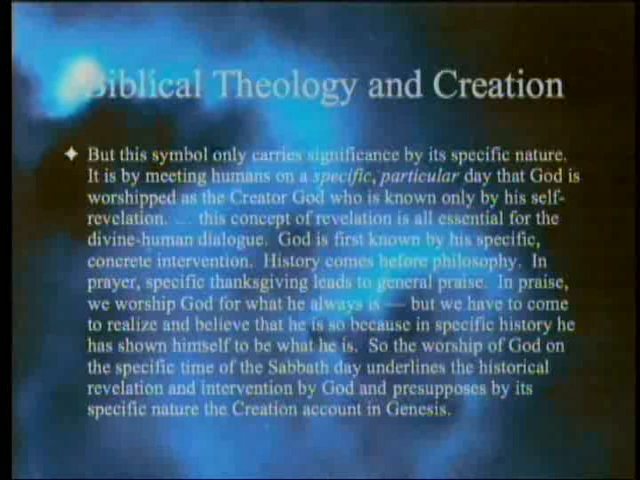 Biblical Theology and Creation
But this symbol only carries significance by its specific nature.
It is by meeting humans on a specific, particular day that God is
worshipped as the Creator God who is known only by his self-
revelation. ... this concept of revelation is all essential for the
divine-human dialogue. God is first known by his specific,
concrete intervention. History comes before philosophy. In
prayer, specific thanksgiving leads to general praise. In praise,
we worship God for what he always is — but we have to come
to realize and believe that he is so because in specific history he
has shown himself to be what he is. So the worship of God on
the specific time of the Sabbath day underlines the historical
revelation and intervention by God and presupposes by its
specific nature the Creation account in Genesis.